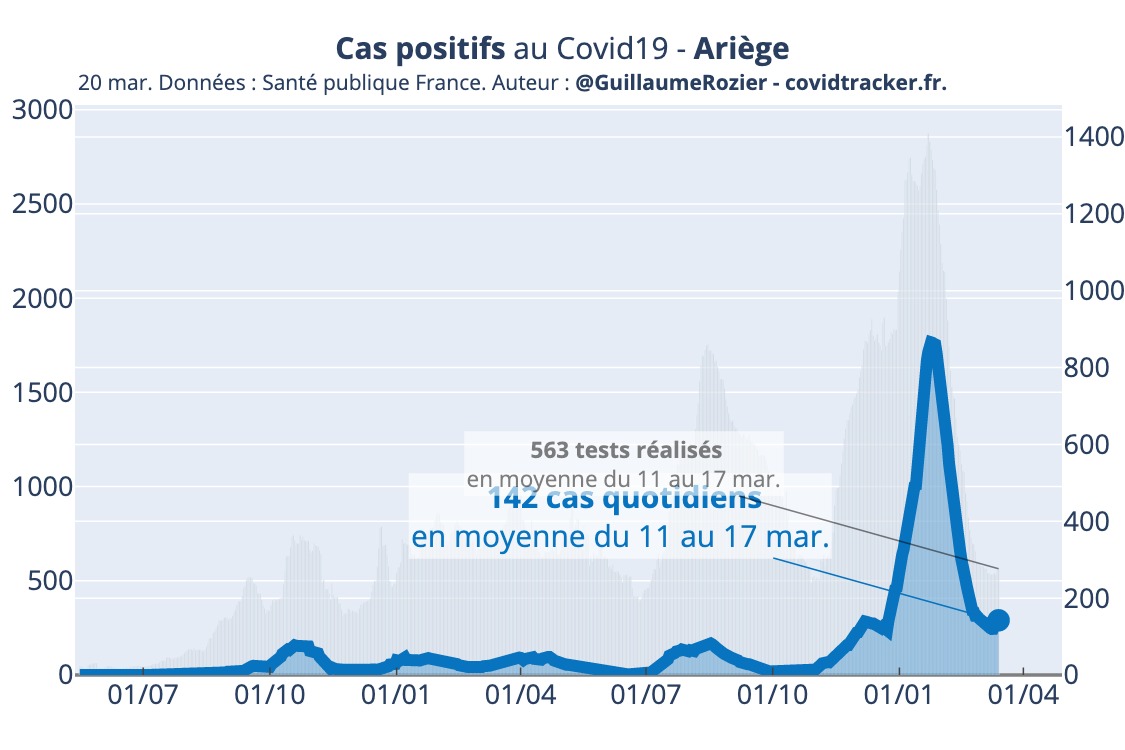 Cas positifs au Covid19 - Ariège
20 mar. Données : Santé publique France. Auteur : @GuillaumeRozier - covidtracker.fr.
3000
2500
2000
1500
1000
500
0
1400
1200
1000
800
600
400
200
0
563 tests réalisés
en moyenne du 11 au 17 mar.
142 cas quotidiens
en moyenne du 11 au 17 mar.
01/07 01/10 01/01 01/04 01/07 01/10 01/01 01/04